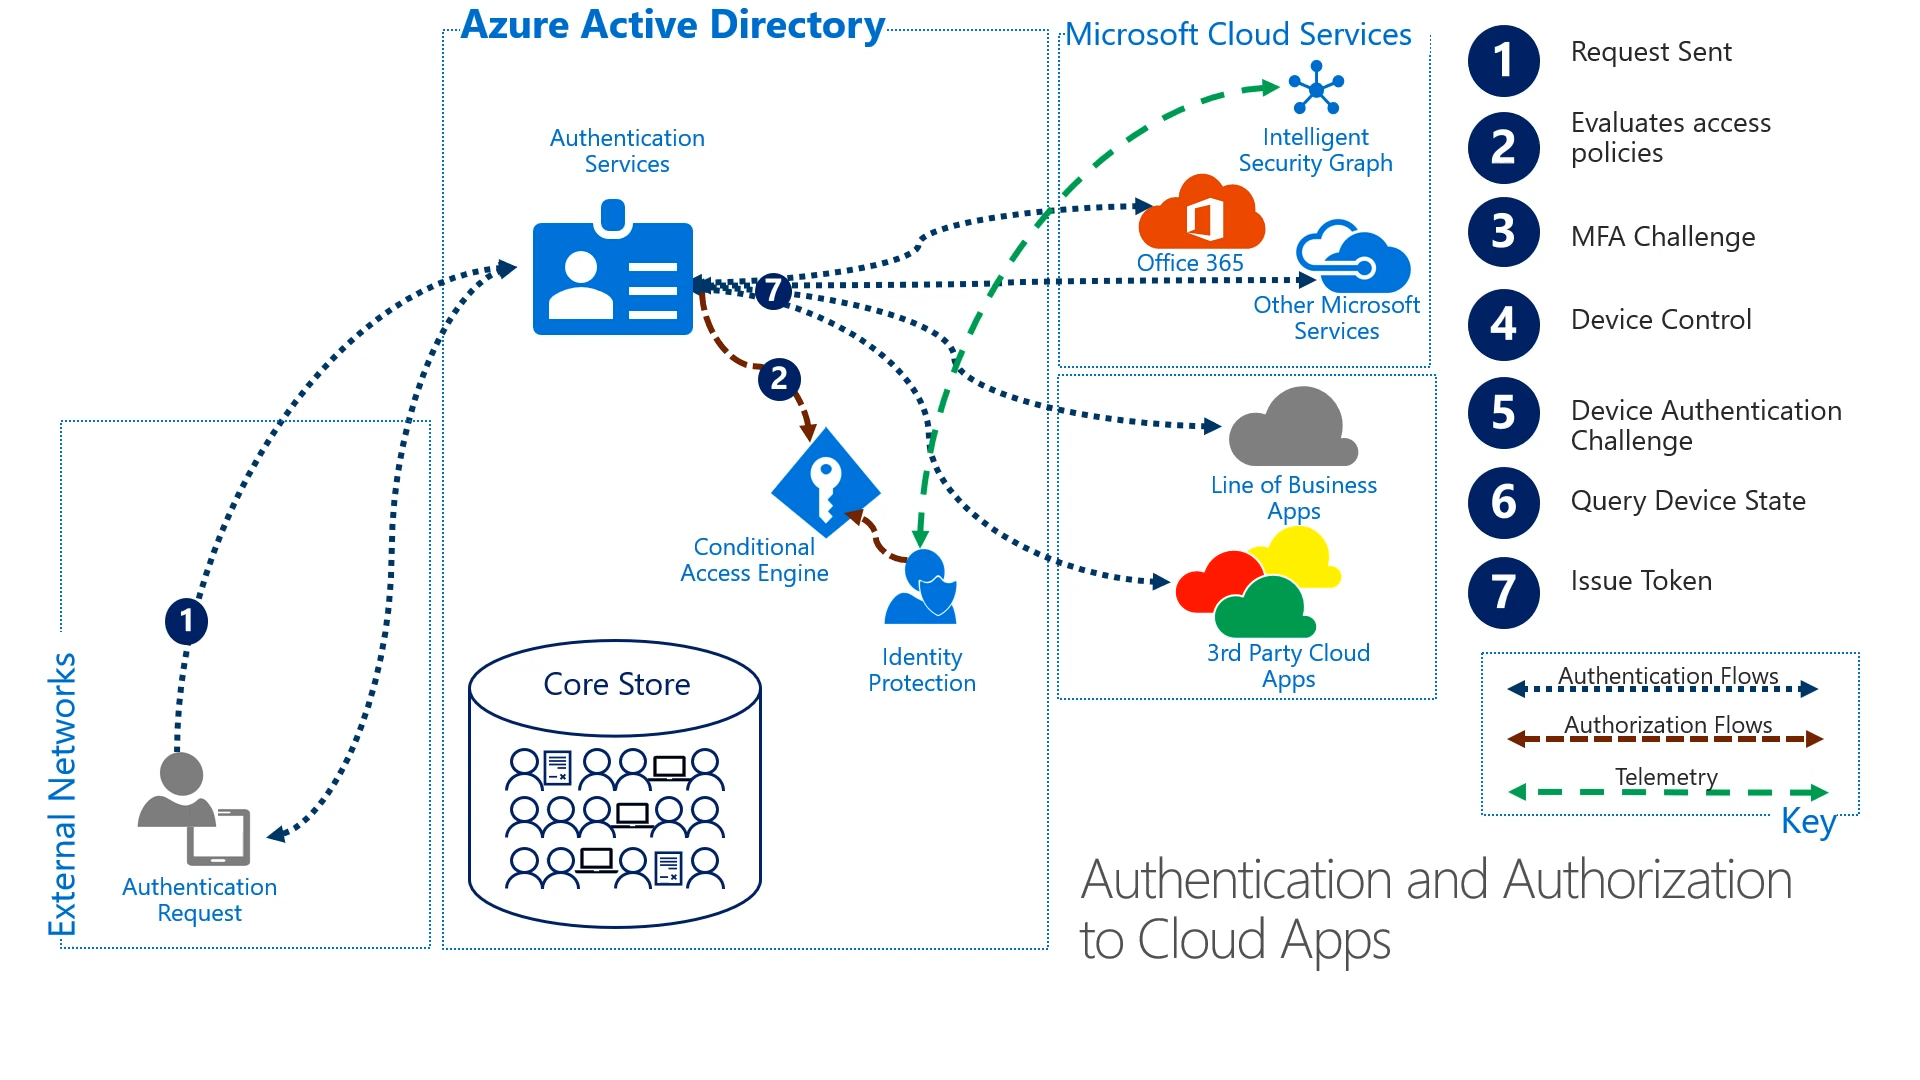 Azure Active Directory
Microsoft Cloud Services
Authentication
Services
Intelligent
Security Graph
Office 365
Other Microsoft
Services
7
2
Conditional
Access Engine
Identity
Protection
Line of Business
Apps
3rd Party Cloud
Apps
Core Store
External Networks
1
Authentication
Request
1
Request Sent
2
Evaluates access
policies
3
MFA Challenge
4
Device Control
5
Device Authentication
Challenge
6
Query Device State
7
Issue Token
Authentication Flows
Authorization Flows
Telemetry
Key
Authentication and Authorization
to Cloud Apps